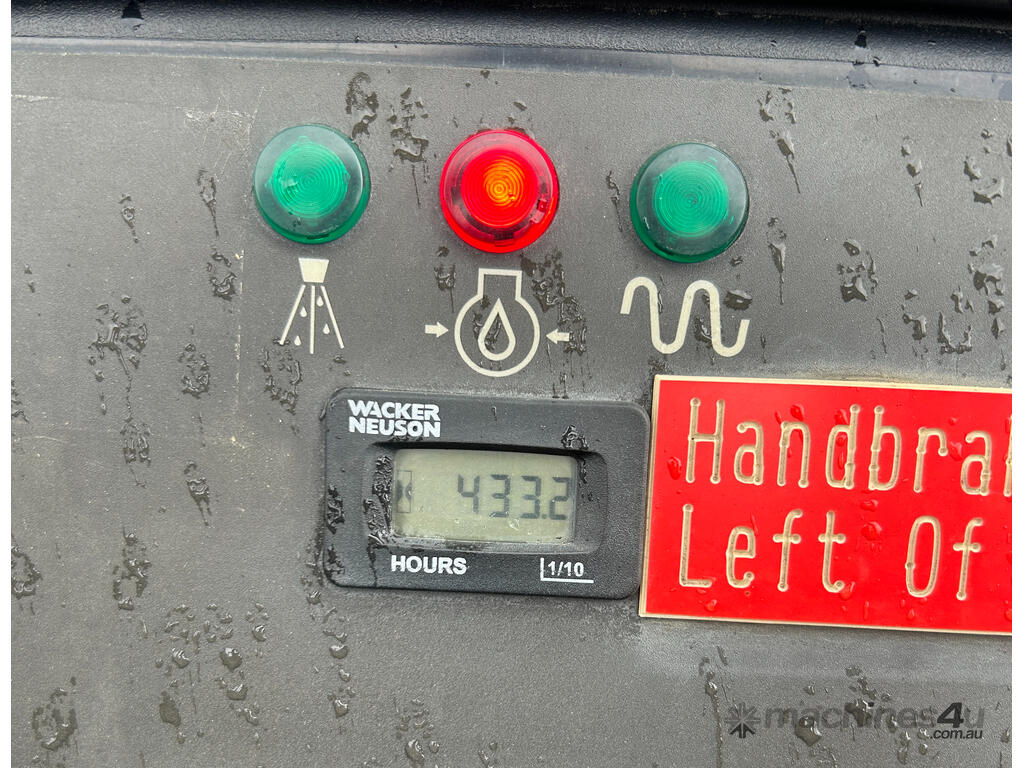 WACKER
NEUSON
433.2
HOURS 1/10
Handbra
Left Of
machines4u
.com.au